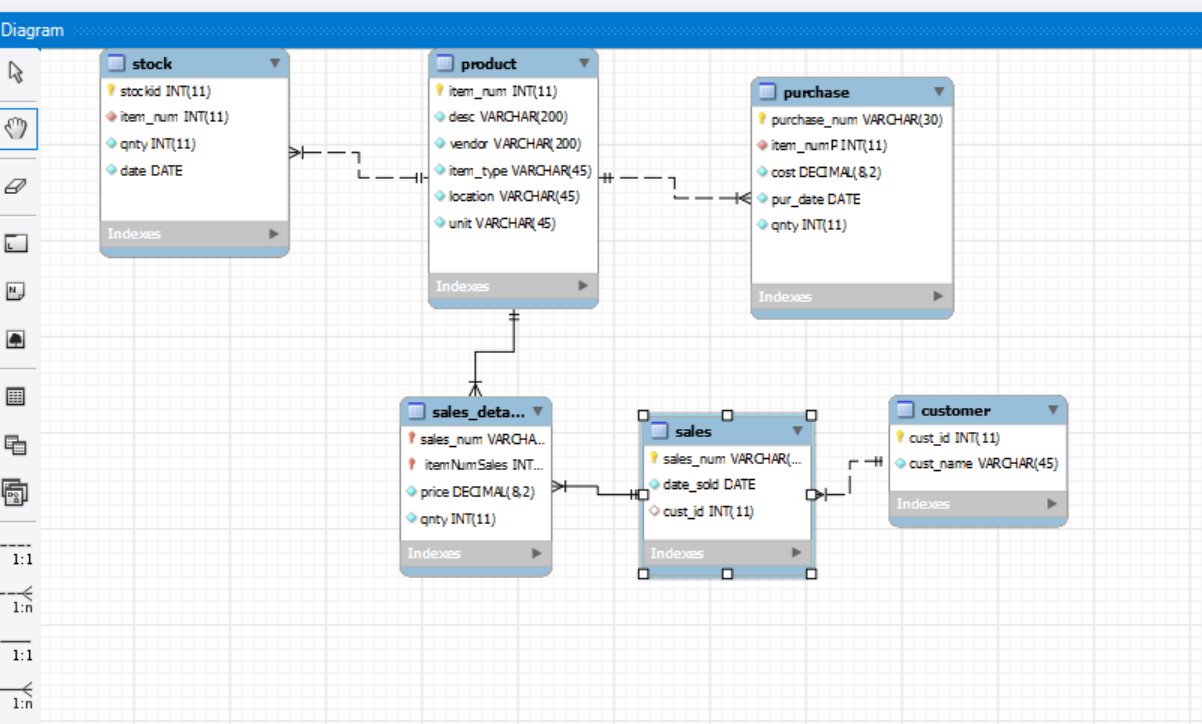 Diagram
stock
stockid INT(11)
item_num INT(11)
qnty INT(11)
date DATE
Indexes
product
item_num INT(11)
desc VARCHAR(200)
vendor VARCHAR(200)
item_type VARCHAR(45)
location VARCHAR(45)
unit VARCHAR(45)
Indexes
purchase
purchase_num VARCHAR(30)
item_numP INT(11)
cost DECIMAL(8,2)
pur_date DATE
qnty INT(11)
Indexes
sales_deta...
sales_num VARCHA...
itemNumSales INT...
price DECIMAL(8,2)
qnty INT(11)
Indexes
sales
sales_num VARCHAR(...
date_sold DATE
cust_id INT(11)
Indexes
customer
cust_id INT(11)
cust_name VARCHAR(45)
Indexes
1:1
1:n
1:1
1:n